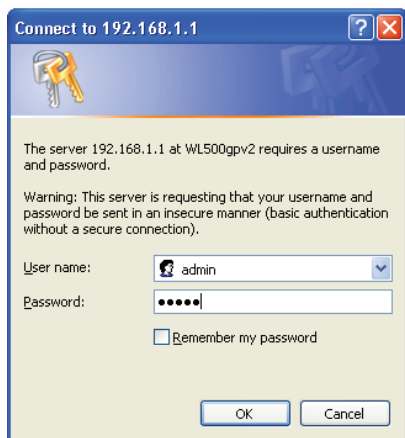 Connect to 192.168.1.1
The server 192.168.1.1 at WL500gpv2 requires a username
and password.
Warning: This server is requesting that your username and
password be sent in an insecure manner (basic authentication
without a secure connection).
User name:
admin
Password:
•••••
Remember my password
OK
Cancel